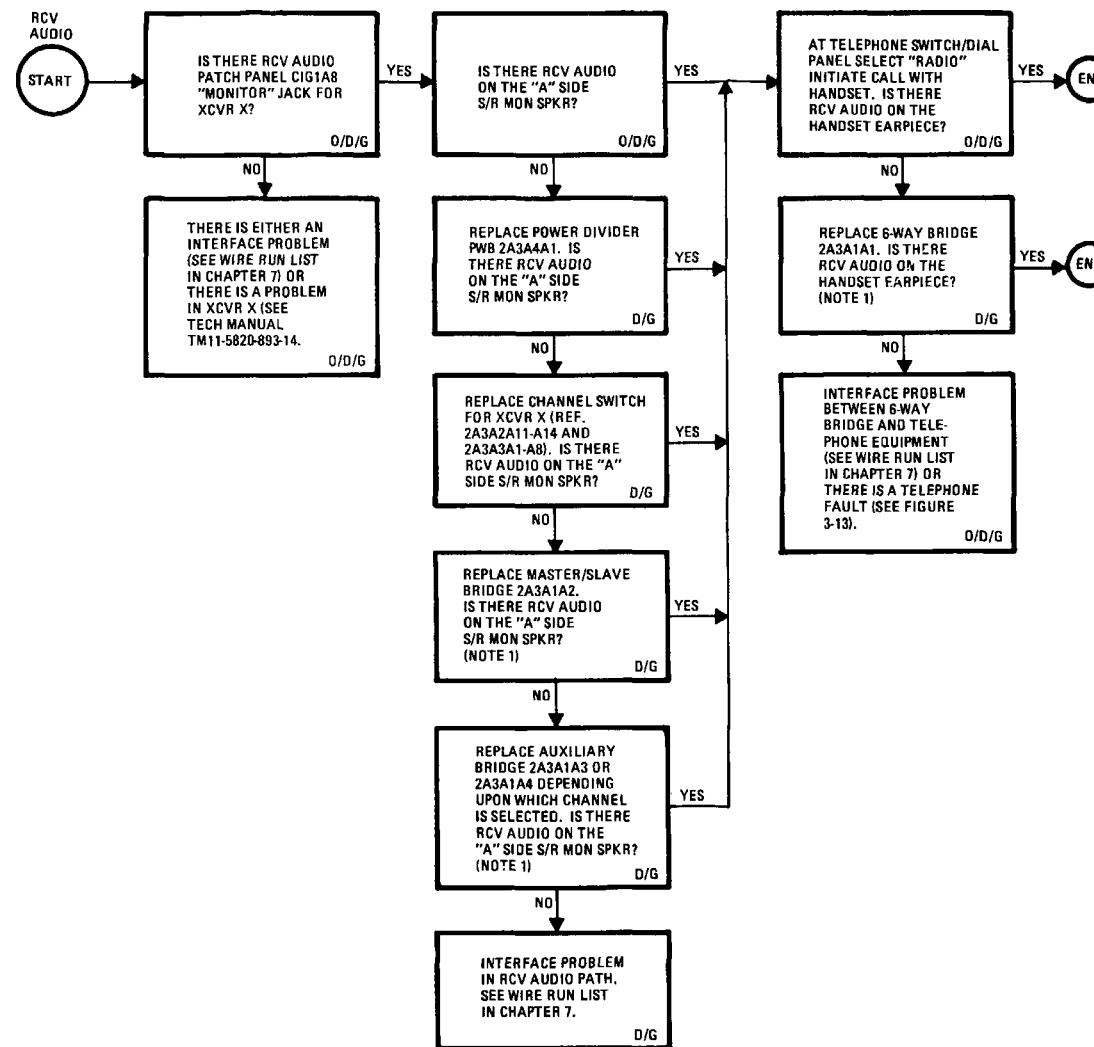 RCV
AUDIO
START
IS THERE RCV AUDIO
PATCH PANEL CIG1A8
"MONITOR" JACK FOR
XCVR X?
O/D/G
YES
NO
THERE IS EITHER AN
INTERFACE PROBLEM
(SEE WIRE RUN LIST
IN CHAPTER 7) OR
THERE IS A PROBLEM
IN XCVR X (SEE
TECH MANUAL
TM11-5820-893-14.
O/D/G
IS THERE RCV AUDIO
ON THE "A" SIDE
S/R MON SPKR?
O/D/G
YES
NO
REPLACE POWER DIVIDER
PWB 2A3A4A1. IS
THERE RCV AUDIO
ON THE "A" SIDE
S/R MON SPKR?
D/G
YES
NO
REPLACE CHANNEL SWITCH
FOR XCVR X (REF.
2A3A2A11-A14 AND
2A3A3A1-A8). IS THERE
RCV AUDIO ON THE "A"
SIDE S/R MON SPKR?
D/G
YES
NO
REPLACE MASTER/SLAVE
BRIDGE 2A3A1A2.
IS THERE RCV AUDIO
ON THE "A" SIDE
S/R MON SPKR?
(NOTE 1)
D/G
YES
NO
REPLACE AUXILIARY
BRIDGE 2A3A1A3 OR
2A3A1A4 DEPENDING
UPON WHICH CHANNEL
IS SELECTED. IS THERE
RCV AUDIO ON THE
"A" SIDE S/R MON SPKR?
(NOTE 1)
D/G
YES
NO
INTERFACE PROBLEM
IN RCV AUDIO PATH,
SEE WIRE RUN LIST
IN CHAPTER 7.
D/G
AT TELEPHONE SWITCH/DIAL
PANEL SELECT "RADIO"
INITIATE CALL WITH
HANDSET. IS THERE
RCV AUDIO ON THE
HANDSET EARPIECE?
O/D/G
YES
EN
NO
REPLACE 6-WAY BRIDGE
2A3A1A1. IS THERE
RCV AUDIO ON THE
HANDSET EARPIECE?
(NOTE 1)
D/G
YES
EN
NO
INTERFACE PROBLEM
BETWEEN 6-WAY
BRIDGE AND TELE-
PHONE EQUIPMENT
(SEE WIRE RUN LIST
IN CHAPTER 7) OR
THERE IS A TELEPHONE
FAULT (SEE FIGURE
3-13).
O/D/G